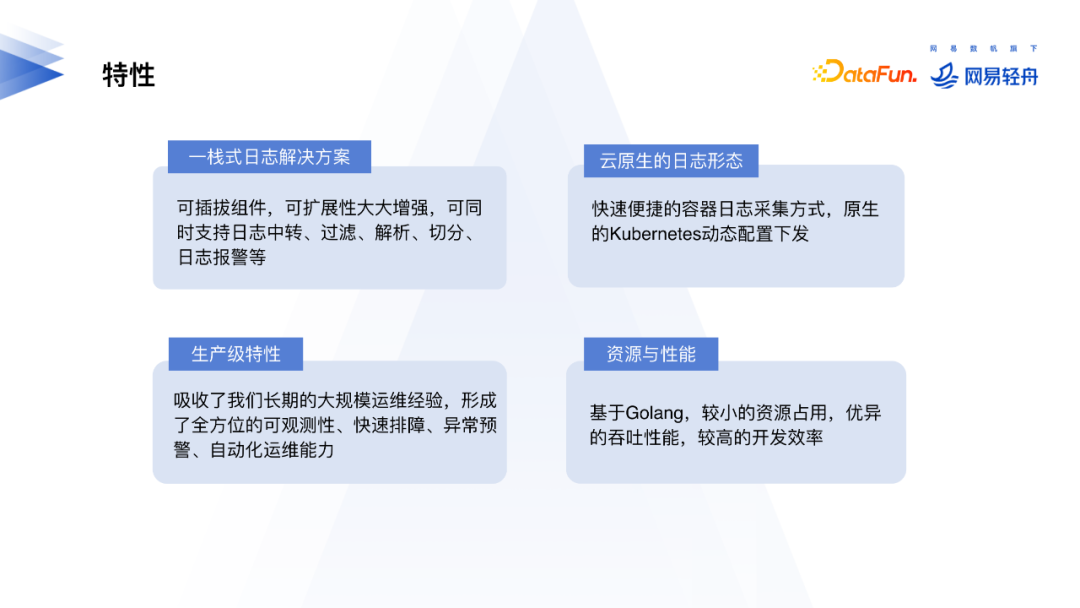 网易数帆旗下
特性
DataFun.
网易轻舟
一栈式日志解决方案
可插拔组件，可扩展性大大增强，可同
时支持日志中转、过滤、解析、切分、
日志报警等
云原生的日志形态
快速便捷的容器日志采集方式，原生
的Kubernetes动态配置下发
生产级特性
吸收了我们长期的大规模运维经验，形成
了全方位的可观测性、快速排障、异常预
警、自动化运维能力
资源与性能
基于Golang，较小的资源占用，优异
的吞吐性能，较高的开发效率